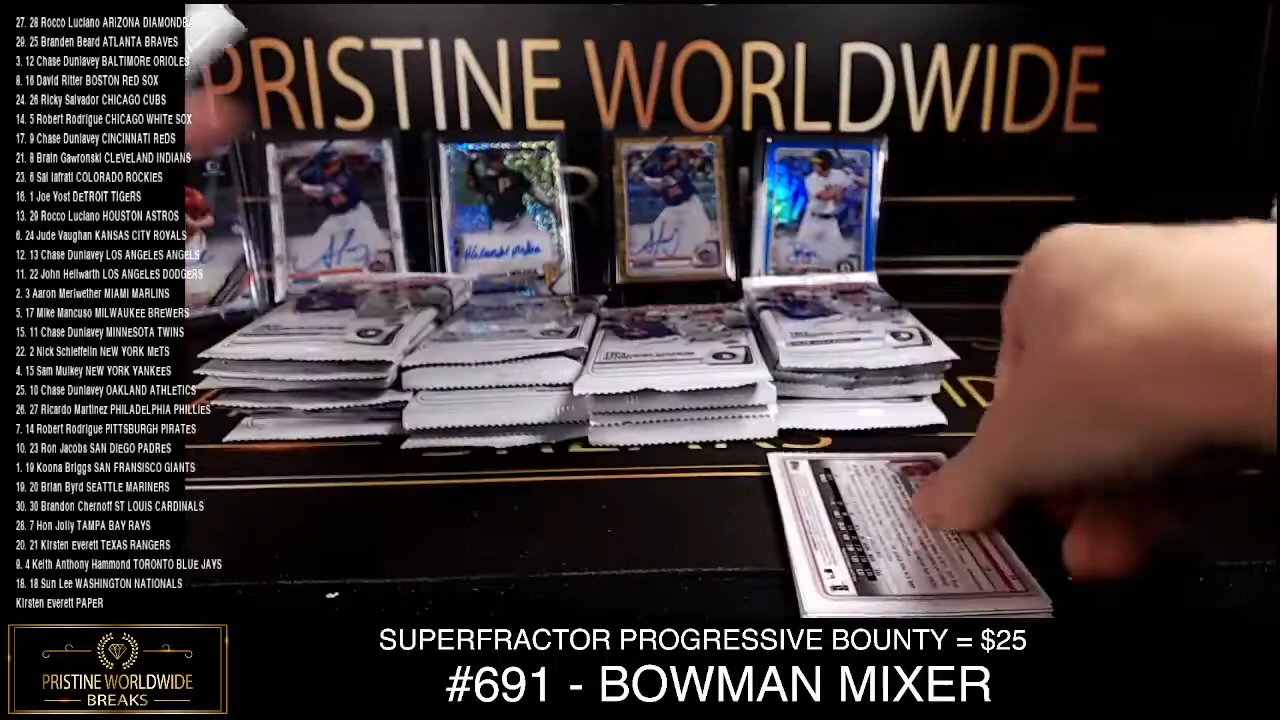 27. 28 Rocco Luciano ARIZONA DIAMONDBA
29. 25 Branden Beard ATLANTA BRAVeS
3. 12 Chase Dunlavey BALTIMORE ORIOLES
8. 16 David Ritter BOSTON ReD SOX
24. 26 Ricky Salvador CHICAGO CUBS
14. 5 Robert Rodrigue CHICAGO WHITE SOX
17. 9 Chase Dunlavey CINCINNATI ReDS
21. 8 Brain Gawronski CLEVELAND INDIANS
23. 6 Sal Iafrati COLORADO ROCKIES
16. 1 Joe Yost DeTROIT TIGeRS
13. 29 Rocco Luciano HOUSTON ASTROS
6. 24 Jude Vaughan KANSAS CITY ROYALS
12. 13 Chase Dunlavey LOS ANGELeS ANGELS
11. 22 John Hellwarth LOS ANGELES DODGERS
2. 3 Aaron Meriwether MIAMI MARLINS
5. 17 Mike Mancuso MILWAUKEE BREWERS
15. 11 Chase Dunlavey MINNESOTA TWINS
22. 2 Nick Schieffelin NeW YORK MeTS
4. 15 Sam Mulkey NEW YORK YANKEeS
25. 10 Chase Dunlavey OAKLAND ATHLeTICS
26. 27 Ricardo Martinez PHILADELPHIA PHILLIES
7. 14 Robert Rodrigue PITTSBURGH PIRATES
10. 23 Ron Jacobs SAN DIEGO PADRES
1. 19 Koona Briggs SAN FRANSISCO GIANTS
19. 20 Brian Byrd SEATTLE MARINERS
30. 30 Brandon Chernoff ST LOUIS CARDINALS
28. 7 Hon Jolly TAMPA BAY RAYS
20. 21 Kirsten Everett TeXAS RANGERS
9. 4 Keith Anthony Hammond TORONTO BLUE JAYS
18. 18 Sun Lee WASHINGTON NATIONALS
Kirsten Everett PAPeR
PRISTINE WORLDWIDE
PRISTINE WORLDWIDE
BREAKS
SUPERFRACTOR PROGRESSIVE BOUNTY = $25
#691 - BOWMAN MIXER